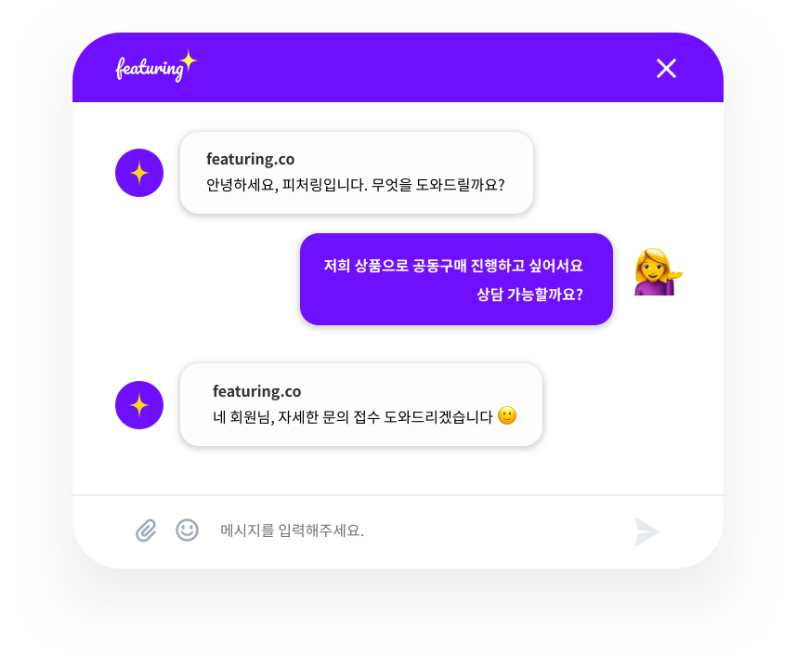 featuring
featuring.co
안녕하세요, 피처링입니다. 무엇을 도와드릴까요?
저희 상품으로 공동구매 진행하고 싶어서요
상담 가능할까요?
featuring.co
네 회원님, 자세한 문의 접수 도와드리겠습니다 🙂
메시지를 입력해주세요.